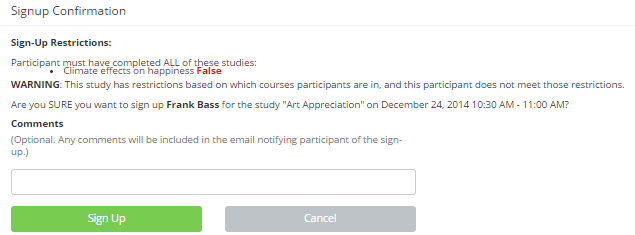 Signup Confirmation
Sign-Up Restrictions:
Participant must have completed ALL of these studies:
• Climate effects on happiness False
WARNING: This study has restrictions based on which courses participants are in, and this participant does not meet those restrictions.
Are you SURE you want to sign up Frank Bass for the study "Art Appreciation" on December 24, 2014 10:30 AM - 11:00 AM?
Comments
(Optional. Any comments will be included in the email notifying participant of the sign-
up.)
Sign Up
Cancel